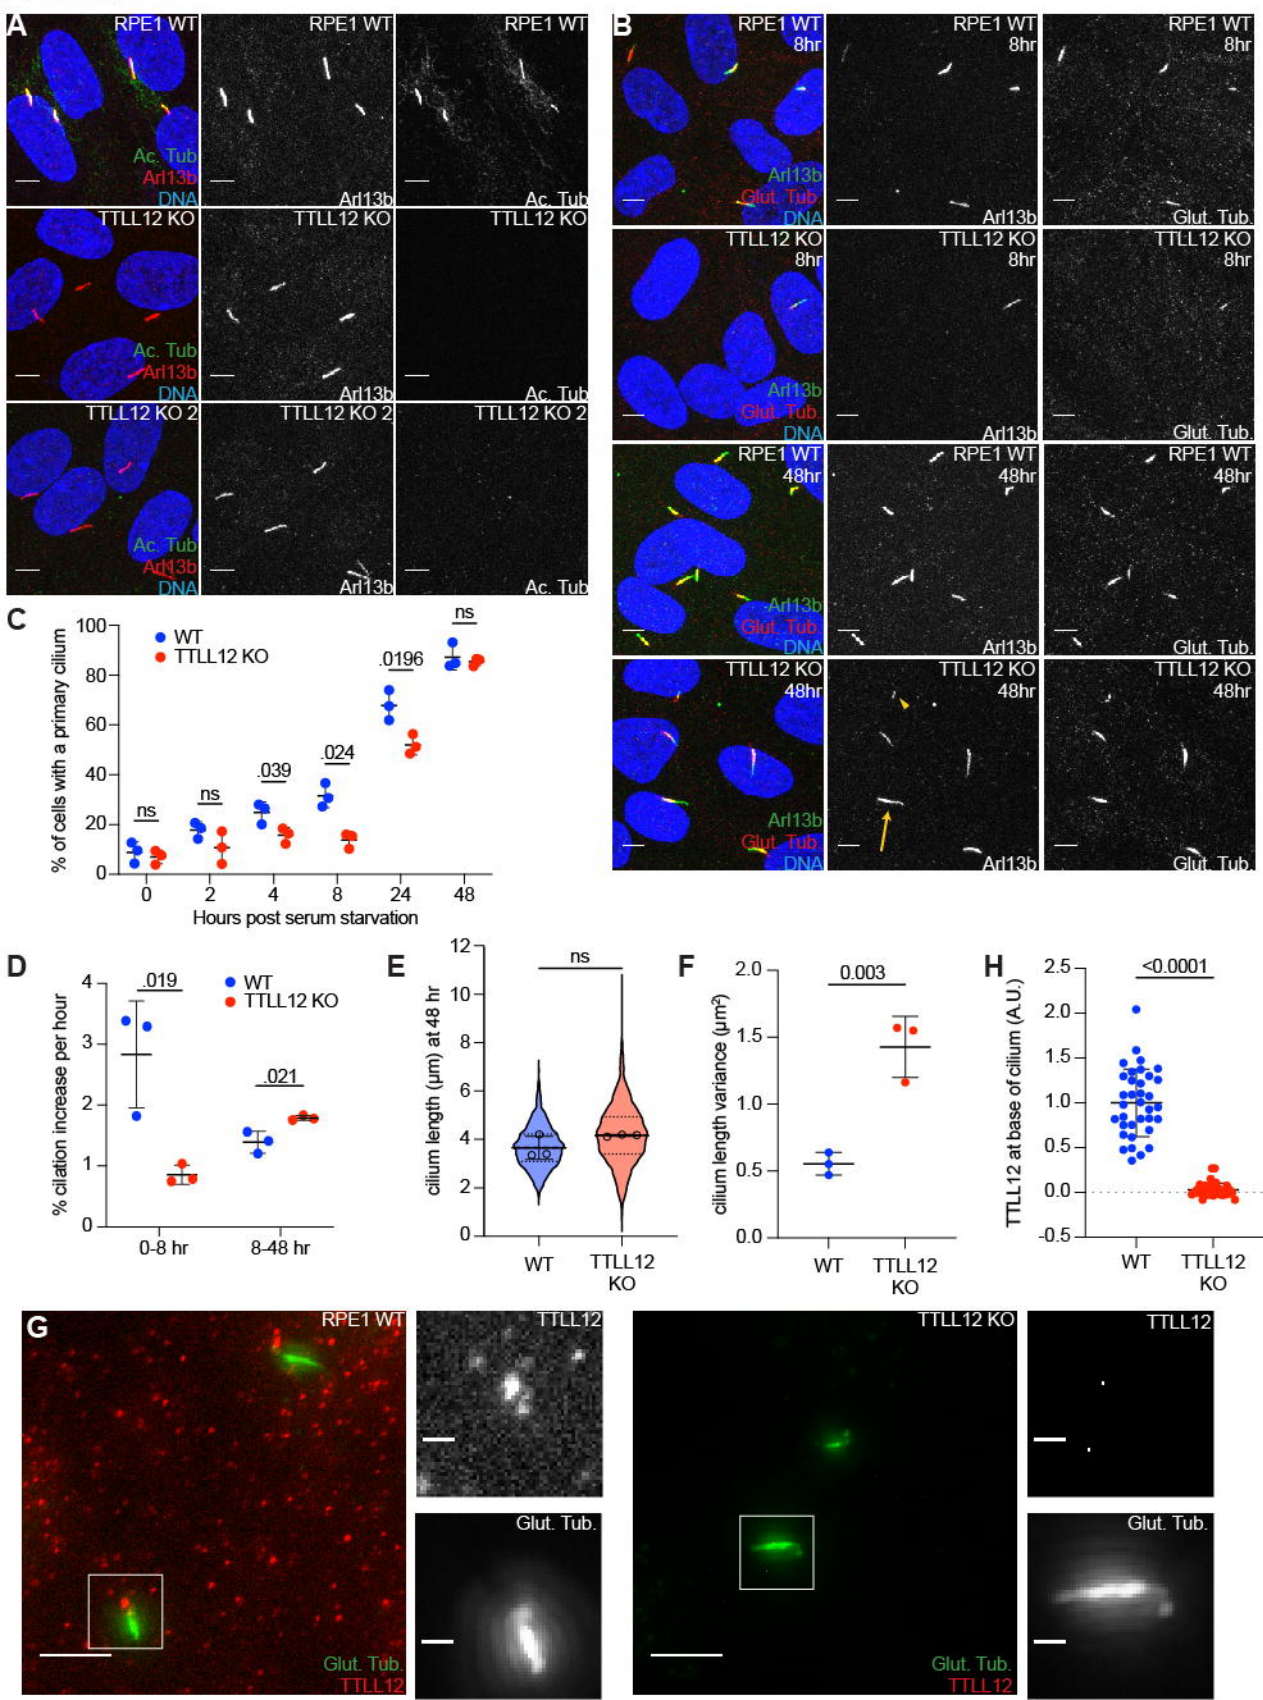 A
RPE1 WT
RPE1 WT
RPE1 WT
Ac. Tub
Arl13b
DNA
Arl13b
Ac. Tub
TTLL12 KO
TTLL12 KO
TTLL12 KO
Ac. Tub
Arl13b
DNA
Arl13b
Ac. Tub
TTLL12 KO 2
TTLL12 KO 2
TTLL12 KO 2
Ac. Tub
Arl13b
DNA
Arl13b
Ac. Tub
B
RPE1 WT
8hr
RPE1 WT
8hr
RPE1 WT
8hr
Arl13b
Glut. Tub.
DNA
Arl13b
Glut. Tub.
TTLL12 KO
8hr
TTLL12 KO
8hr
TTLL12 KO
8hr
Arl13b
Glut. Tub.
DNA
Arl13b
Glut. Tub.
RPE1 WT
48hr
RPE1 WT
48hr
RPE1 WT
48hr
Arl13b
Glut. Tub.
DNA
Arl13b
Glut. Tub.
TTLL12 KO
48hr
TTLL12 KO
48hr
TTLL12 KO
48hr
Arl13b
Glut. Tub.
DNA
Arl13b
Glut. Tub.
C
% of cells with a primary cilium
100
80
60
40
20
0
WT
TTLL12 KO
ns
ns
.039
.024
.0196
ns
0 2 4 8 24 48
Hours post serum starvation
D
% ciliation increase per hour
4
3
2
1
0
.019
.021
WT
TTLL12 KO
0-8 hr 8-48 hr
E
cilium length (μm) at 48 hr
12
10
8
6
4
2
0
ns
WT TTLL12
KO
F
cilium length variance (μm²)
2.0
1.5
1.0
0.5
0.0
0.003
WT TTLL12
KO
H
TTLL12 at base of cilium (A.U.)
2.5
2.0
1.5
1.0
0.5
0.0
-0.5
<0.0001
WT TTLL12
KO
G
RPE1 WT
Glut. Tub.
TTLL12
TTLL12
Glut. Tub.
TTLL12 KO
Glut. Tub.
TTLL12
TTLL12
Glut. Tub.